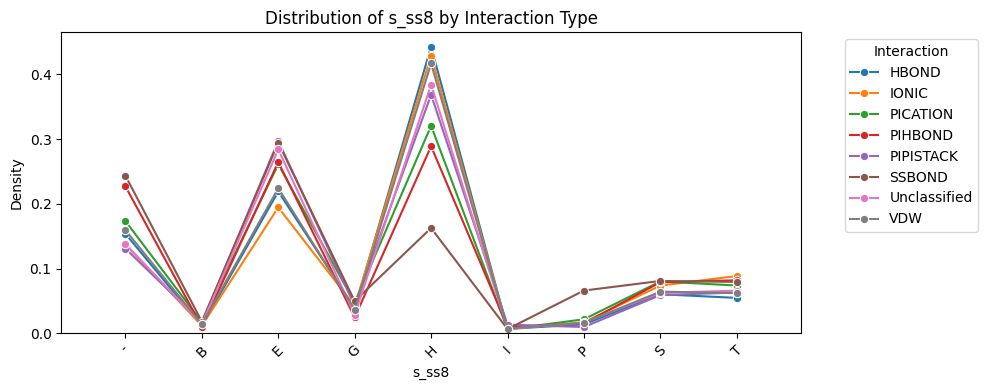 Distribution of s_ss8 by Interaction Type
Density
0.4
0.3
0.2
0.1
0.0
- B E G H I P S T
s_ss8
Interaction
HBOND
IONIC
PICATION
PIHBOND
PIPISTACK
SSBOND
Unclassified
VDW